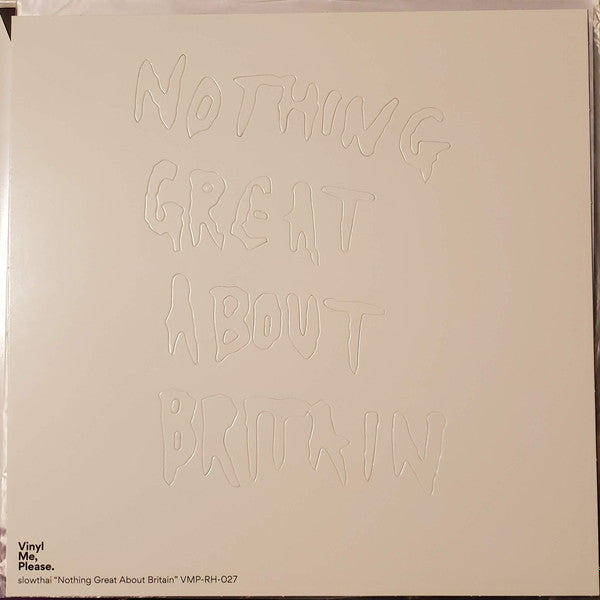 NOTHING
GREAT
ABOUT
BRITAIN
Vinyl
Me,
Please.
slowthai “Nothing Great About Britain” VMP-RH-027